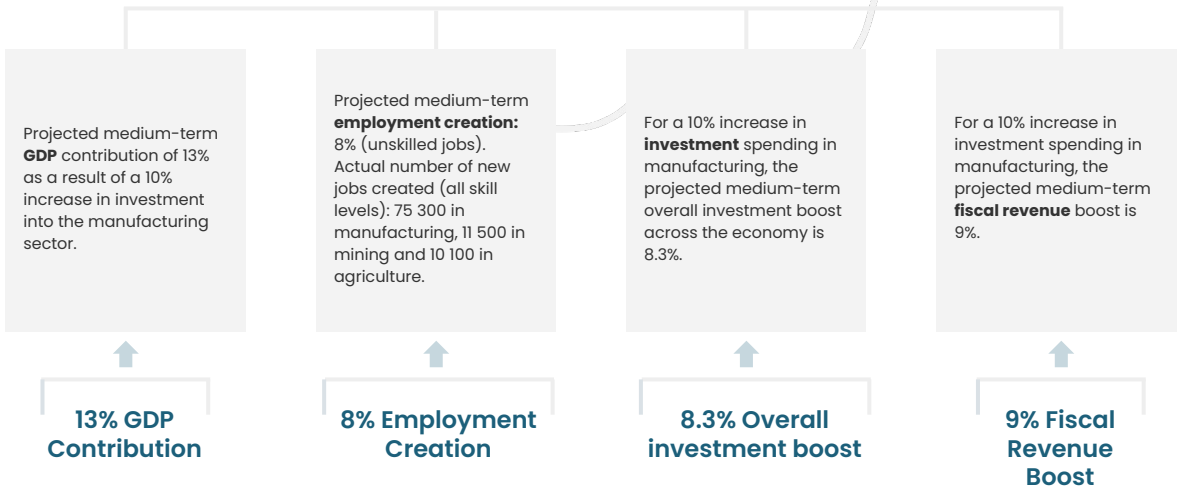 Projected medium-term
GDP contribution of 13%
as a result of a 10%
increase in investment
into the manufacturing
sector.
Projected medium-term
employment creation:
8% (unskilled jobs).
Actual number of new
jobs created (all skill
levels): 75 300 in
manufacturing, 11 500 in
mining and 10 100 in
agriculture.
For a 10% increase in
investment spending in
manufacturing, the
projected medium-term
overall investment boost
across the economy is
8.3%.
For a 10% increase in
investment spending in
manufacturing, the
projected medium-term
fiscal revenue boost is
9%.
13% GDP
Contribution
8% Employment
Creation
8.3% Overall
investment boost
9% Fiscal
Revenue
Boost